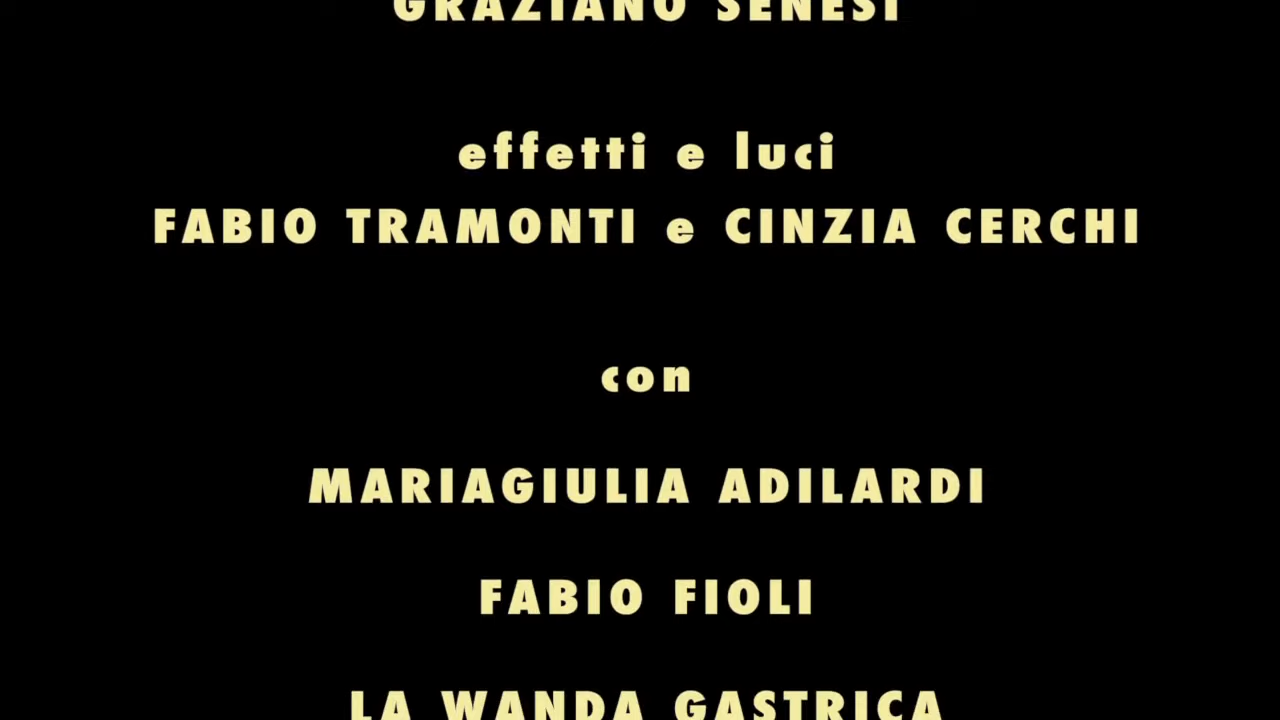 GRAZIANO SENESI
effetti e luci
FABIO TRAMONTI e CINZIA CERCHI
con
MARIAGIULIA ADILARDI
FABIO FIOLI
LA WANDA GASTRICA